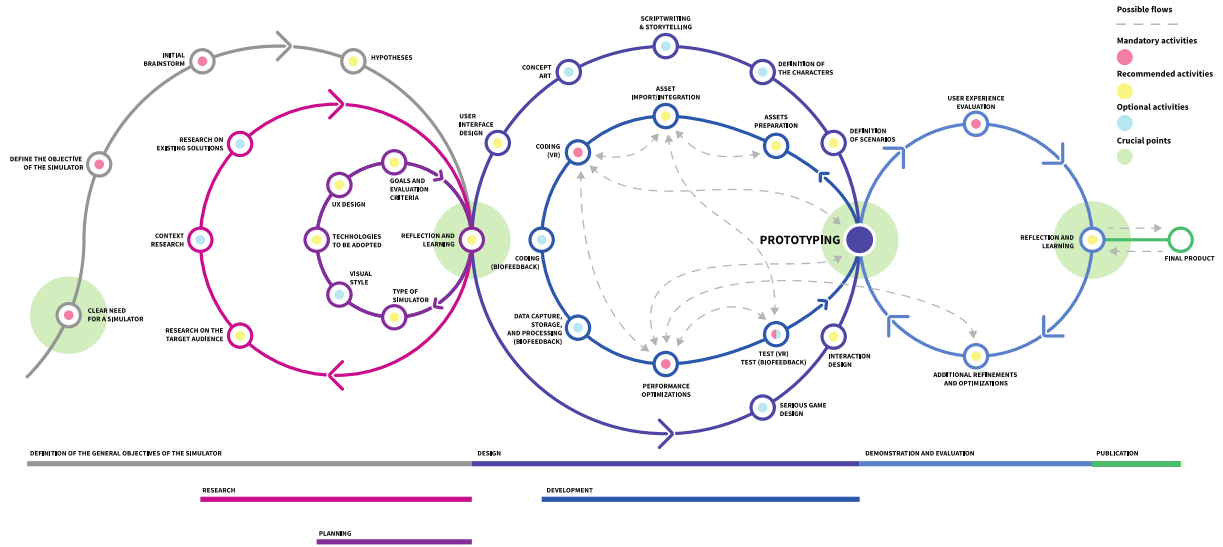 Possible flows
Mandatory activities
Recommended activities
Optional activities
Crucial points
INITIAL
BRAINSTORM
HYPOTHESES
DEFINE THE OBJECTIVE
OF THE SIMULATOR
CLEAR NEED
FOR A SIMULATOR
RESEARCH ON
EXISTING SOLUTIONS
CONTEXT
RESEARCH
RESEARCH ON THE
TARGET AUDIENCE
GOALS AND
EVALUATION
CRITERIA
UX DESIGN
TECHNOLOGIES
TO BE ADOPTED
VISUAL
STYLE
TYPE OF
SIMULATOR
REFLECTION AND
LEARNING
USER
INTERFACE
DESIGN
CONCEPT
ART
SCRIPTWRITING
& STORYTELLING
DEFINITION OF
THE CHARACTERS
DEFINITION
OF SCENARIOS
ASSET
IMPORT/INTEGRATION
ASSETS
PREPARATION
CODING
(VR)
CODING
(BIOFEEDBACK)
DATA CAPTURE,
STORAGE,
AND PROCESSING
(BIOFEEDBACK)
PERFORMANCE
OPTIMIZATIONS
TEST (VR)
TEST (BIOFEEDBACK)
INTERACTION
DESIGN
SERIOUS GAME
DESIGN
PROTOTYPING
USER EXPERIENCE
EVALUATION
REFLECTION AND
LEARNING
ADDITIONAL REFINEMENTS
AND OPTIMIZATIONS
FINAL PRODUCT
DEFINITION OF THE GENERAL OBJECTIVES OF THE SIMULATOR
DESIGN
DEMONSTRATION AND EVALUATION
PUBLICATION
RESEARCH
DEVELOPMENT
PLANNING